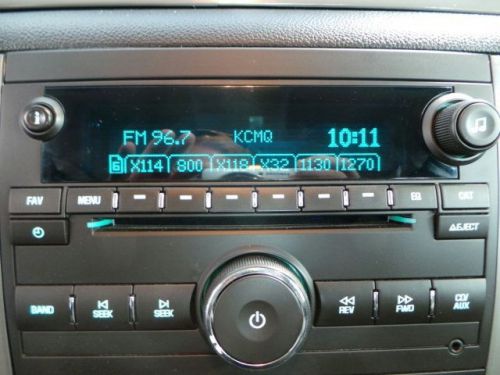 FM 96.7 KCMQ 10:11
6 X114 800 X118 X32 1130 1270
FAV MENU EQ CAT
EJECT
BAND SEEK SEEK REV FWD CD/
AUX